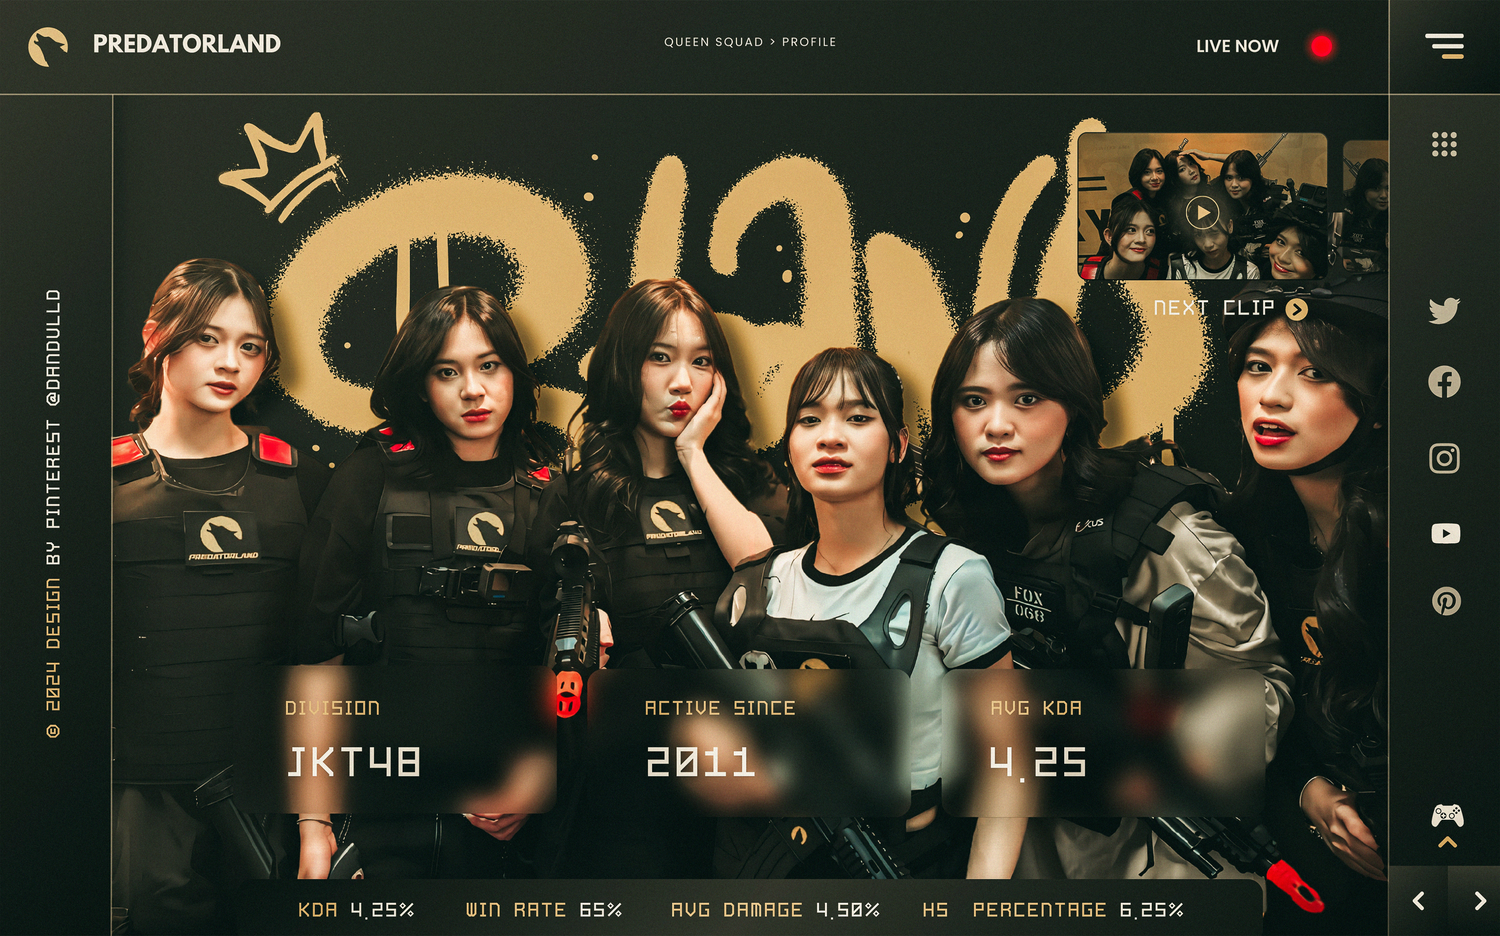 PREDATORLAND
QUEEN SQUAD > PROFILE
LIVE NOW
NEXT CLIP
© 2024 DESIGN BY PINTEREST @DANDULLD
PREDATORLAND
PREDATORLAND
FOX
068
DIVISION
JKT48
ACTIVE SINCE
2011
AVG KDA
4.25
KDA 4.25%
WIN RATE 65%
AVG DAMAGE 4.50%
HS PERCENTAGE 6.25%